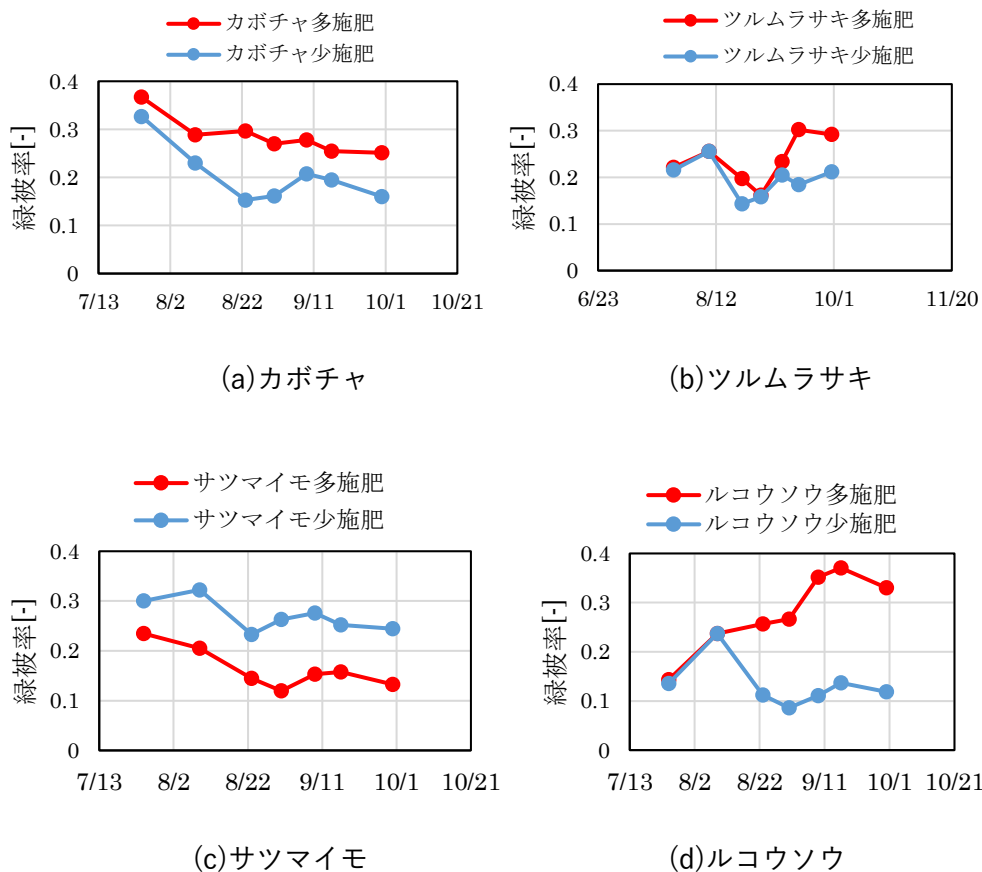 カボチャ多施肥
カボチャ少施肥
緑被率[-]
0.4
0.3
0.2
0.1
0
7/13 8/2 8/22 9/11 10/1 10/21
(a)カボチャ
ツルムラサキ多施肥
ツルムラサキ少施肥
緑被率[-]
0.4
0.3
0.2
0.1
0
6/23 8/12 10/1 11/20
(b)ツルムラサキ
サツマイモ多施肥
サツマイモ少施肥
緑被率[-]
0.4
0.3
0.2
0.1
0
7/13 8/2 8/22 9/11 10/1 10/21
(c)サツマイモ
ルコウソウ多施肥
ルコウソウ少施肥
緑被率[-]
0.4
0.3
0.2
0.1
0
7/13 8/2 8/22 9/11 10/1 10/21
(d)ルコウソウ